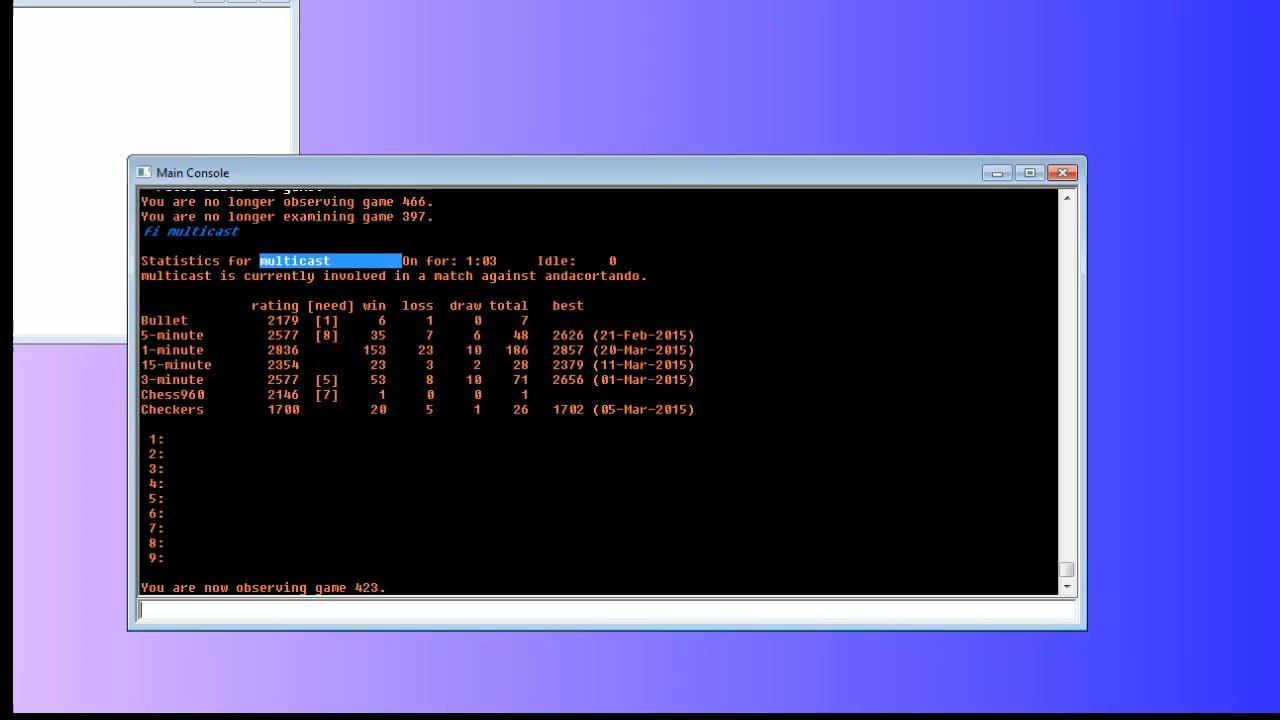 Main Console
You are no longer observing game 466.
You are no longer examining game 397.
fi multicast
Statistics for multicast On for: 1:03 Idle: 0
multicast is currently involved in a match against andacortando.
rating [need] win loss draw total best
Bullet 2179 [1] 6 1 0 7
5-minute 2577 [8] 35 7 6 48 2626 (21-Feb-2015)
1-minute 2836 153 23 10 186 2857 (20-Mar-2015)
15-minute 2354 23 3 2 28 2379 (11-Mar-2015)
3-minute 2577 [5] 53 8 10 71 2656 (01-Mar-2015)
Chess960 2146 [7] 1 0 0 1
Checkers 1700 20 5 1 26 1702 (05-Mar-2015)
1:
2:
3:
4:
5:
6:
7:
8:
9:
You are now observing game 423.